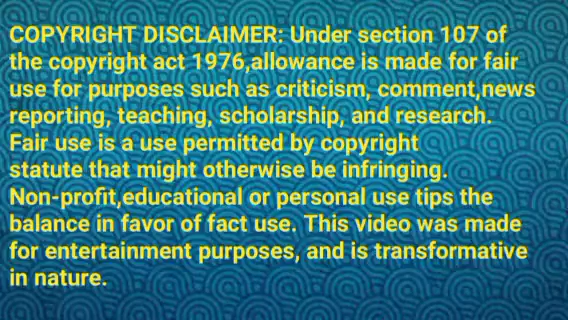 COPYRIGHT DISCLAIMER: Under section 107 of
the copyright act 1976,allowance is made for fair
use for purposes such as criticism, comment,news
reporting, teaching, scholarship, and research.
Fair use is a use permitted by copyright
statute that might otherwise be infringing.
Non-profit,educational or personal use tips the
balance in favor of fact use. This video was made
for entertainment purposes, and is transformative
in nature.